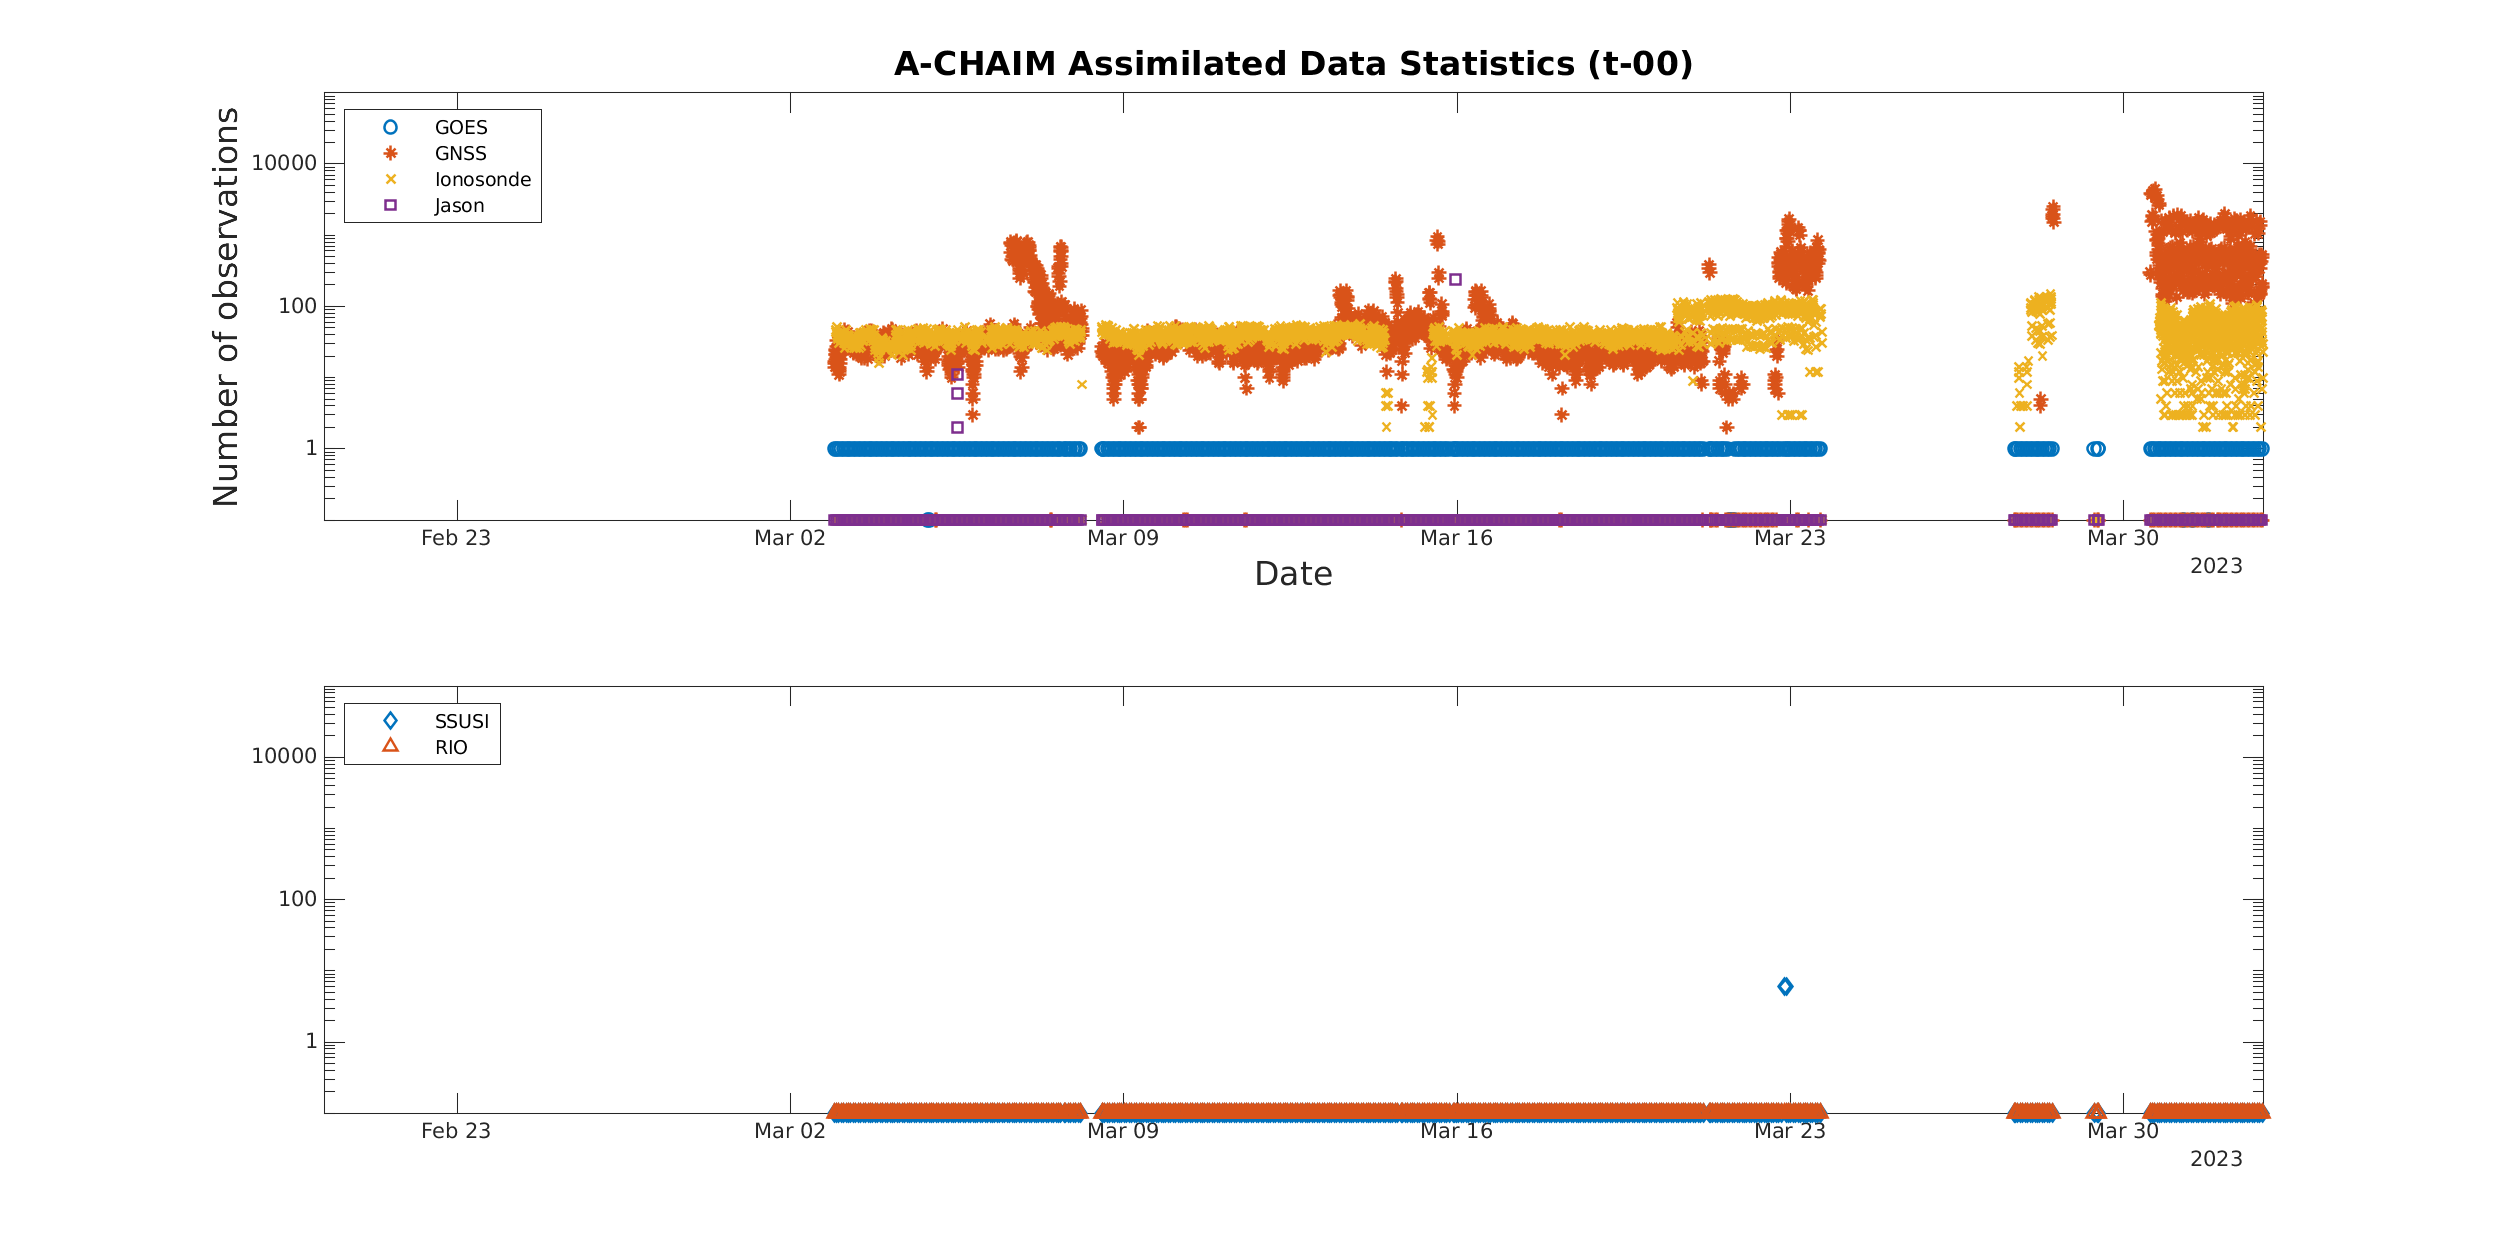 A-CHAIM Assimilated Data Statistics (t-00)
Number of observations
GOES
GNSS
Ionosonde
Jason
10000
100
1
Feb 23 Mar 02 Mar 09 Mar 16 Mar 23 Mar 30
2023
Date
SSUSI
RIO
10000
100
1
Feb 23 Mar 02 Mar 09 Mar 16 Mar 23 Mar 30
2023